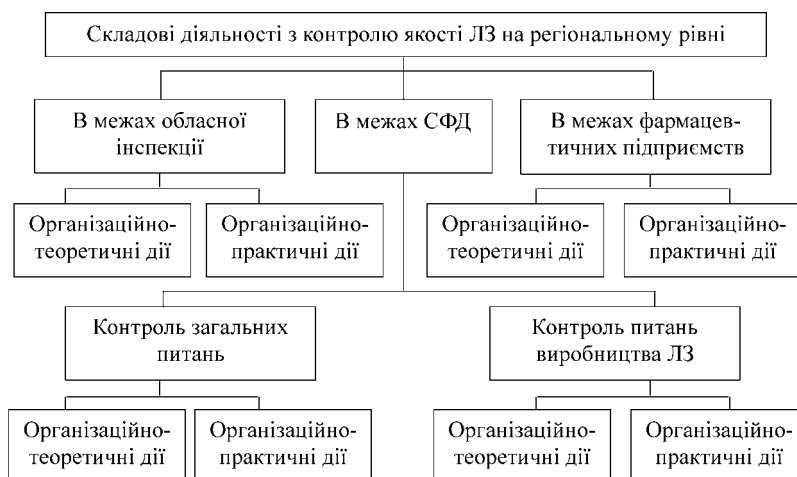 Складові діяльності з контролю якості ЛЗ на регіональному рівні
В межах обласної
інспекції
В межах СФД
В межах фармацев-
тичних підприємств
Організаційно-
теоретичні дії
Організаційно-
практичні дії
Організаційно-
теоретичні дії
Організаційно-
практичні дії
Контроль загальних
питань
Контроль питань
виробництва ЛЗ
Організаційно-
теоретичні дії
Організаційно-
практичні дії
Організаційно-
теоретичні дії
Організаційно-
практичні дії